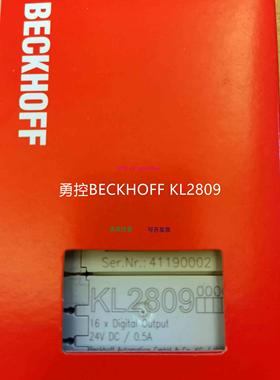 BECKHOFF
勇控BECKHOFF KL2809
Ser.Nr.: 41190002
KL2809
16 x Digital Output
24V DC / 0.5A